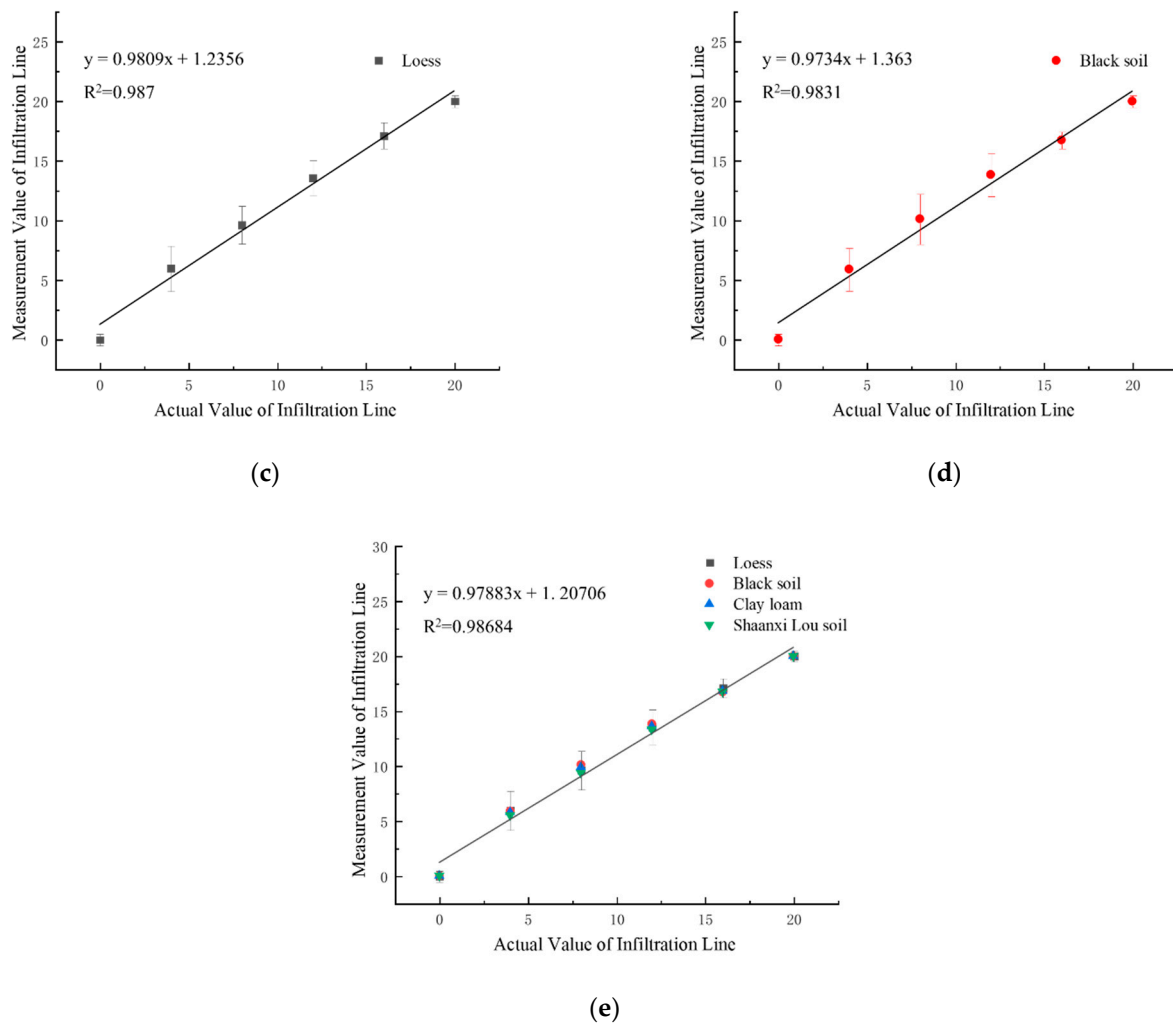 25
20
15
10
5
0
Measurement Value of Infiltration Line
y = 0.9809x + 1.2356
R²=0.987
Loess
0 5 10 15 20
Actual Value of Infiltration Line
(c)
25
20
15
10
5
0
Measurement Value of Infiltration Line
y = 0.9734x + 1.363
R²=0.9831
Black soil
0 5 10 15 20
Actual Value of Infiltration Line
(d)
30
25
20
15
10
5
0
Measurement Value of Infiltration Line
y = 0.97883x + 1. 20706
R²=0.98684
Loess
Black soil
Clay loam
Shaanxi Lou soil
0 5 10 15 20
Actual Value of Infiltration Line
(e)